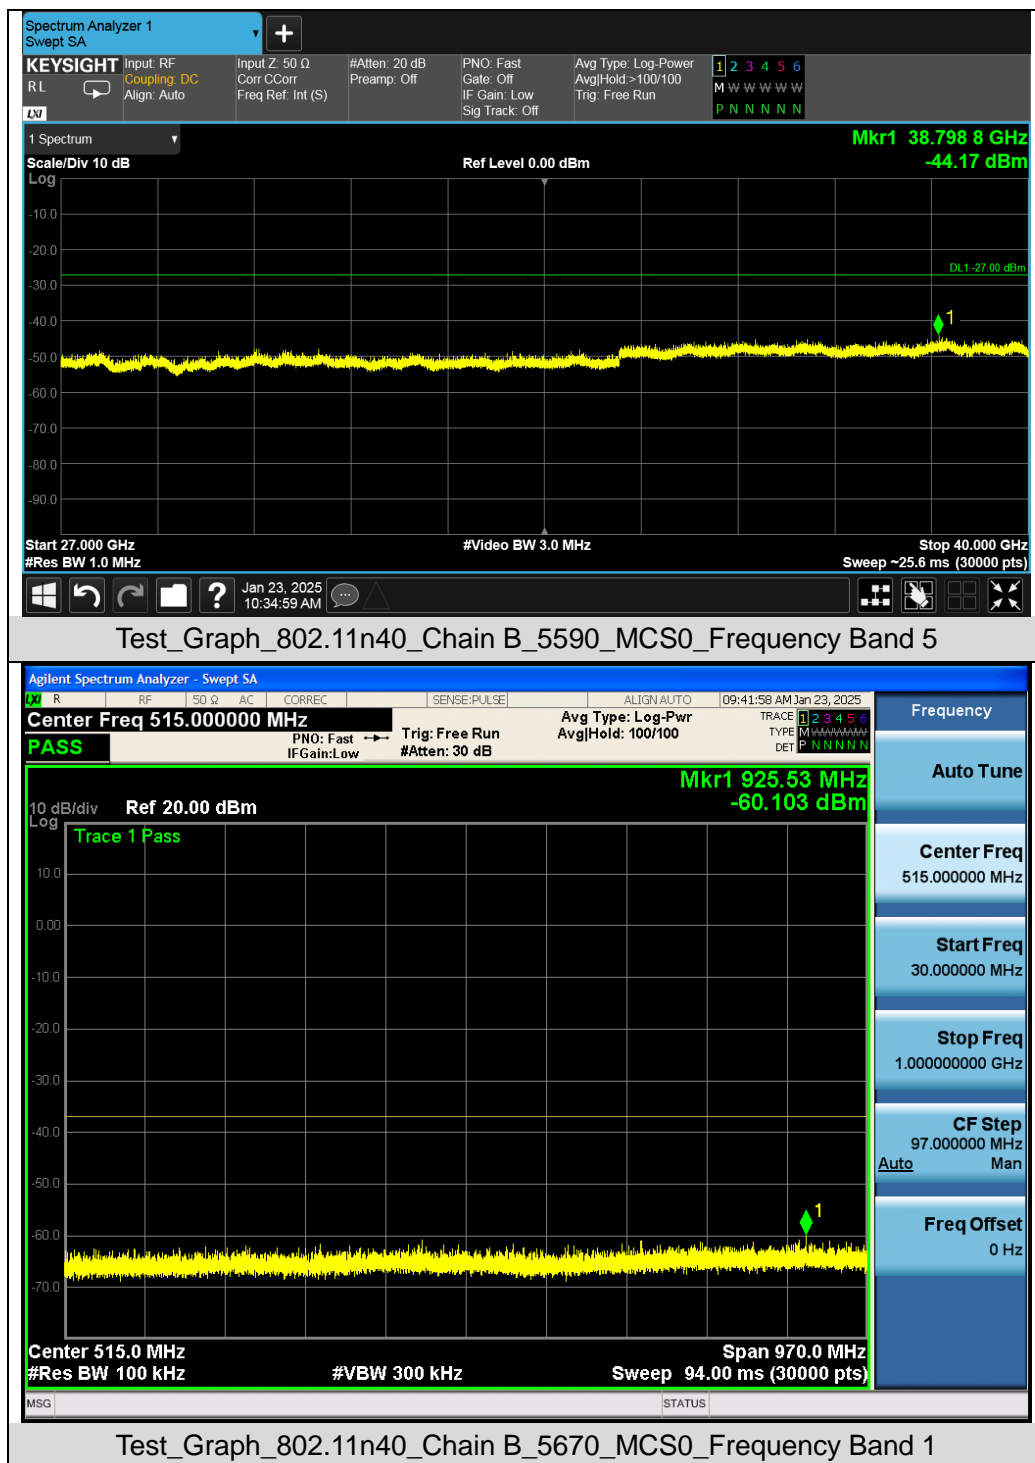 Spectrum Analyzer 1
Swept SA
+
KEYSIGHT
RL
LXI
Input: RF
Coupling: DC
Align: Auto
Input Z: 50 Ω
Corr CCorr
Freq Ref: Int (S)
#Atten: 20 dB
Preamp: Off
PNO: Fast
Gate: Off
IF Gain: Low
Sig Track: Off
Avg Type: Log-Power
Avg|Hold:>100/100
Trig: Free Run
1 2 3 4 5 6
M W W W W W
P N N N N N
1 Spectrum
Mkr1 38.798 8 GHz
-44.17 dBm
Scale/Div 10 dB
Ref Level 0.00 dBm
Log
-10.0
-20.0
DL1 -27.00 dBm
-30.0
-40.0
1
-50.0
-60.0
-70.0
-80.0
-90.0
Start 27.000 GHz
#Video BW 3.0 MHz
Stop 40.000 GHz
#Res BW 1.0 MHz
Sweep ~25.6 ms (30000 pts)
?
Jan 23, 2025
10:34:59 AM
Test_Graph_802.11n40_Chain B_5590_MCS0_Frequency Band 5
Agilent Spectrum Analyzer - Swept SA
LXI R RF 50 Ω AC CORREC SENSE:PULSE ALIGN AUTO 09:41:58 AM Jan 23, 2025
Center Freq 515.000000 MHz
PASS
PNO: Fast
IFGain:Low
Trig: Free Run
#Atten: 30 dB
Avg Type: Log-Pwr
Avg|Hold: 100/100
TRACE 1 2 3 4 5 6
TYPE M WWWWW
DET P N N N N N
Mkr1 925.53 MHz
-60.103 dBm
10 dB/div Ref 20.00 dBm
Log
Trace 1 Pass
10.0
0.00
-10.0
-20.0
-30.0
-40.0
-50.0
1
-60.0
-70.0
Center 515.0 MHz
Span 970.0 MHz
#Res BW 100 kHz
#VBW 300 kHz
Sweep 94.00 ms (30000 pts)
MSG
STATUS
Frequency
Auto Tune
Center Freq
515.000000 MHz
Start Freq
30.000000 MHz
Stop Freq
1.000000000 GHz
CF Step
97.000000 MHz
Auto Man
Freq Offset
0 Hz
Test_Graph_802.11n40_Chain B_5670_MCS0_Frequency Band 1